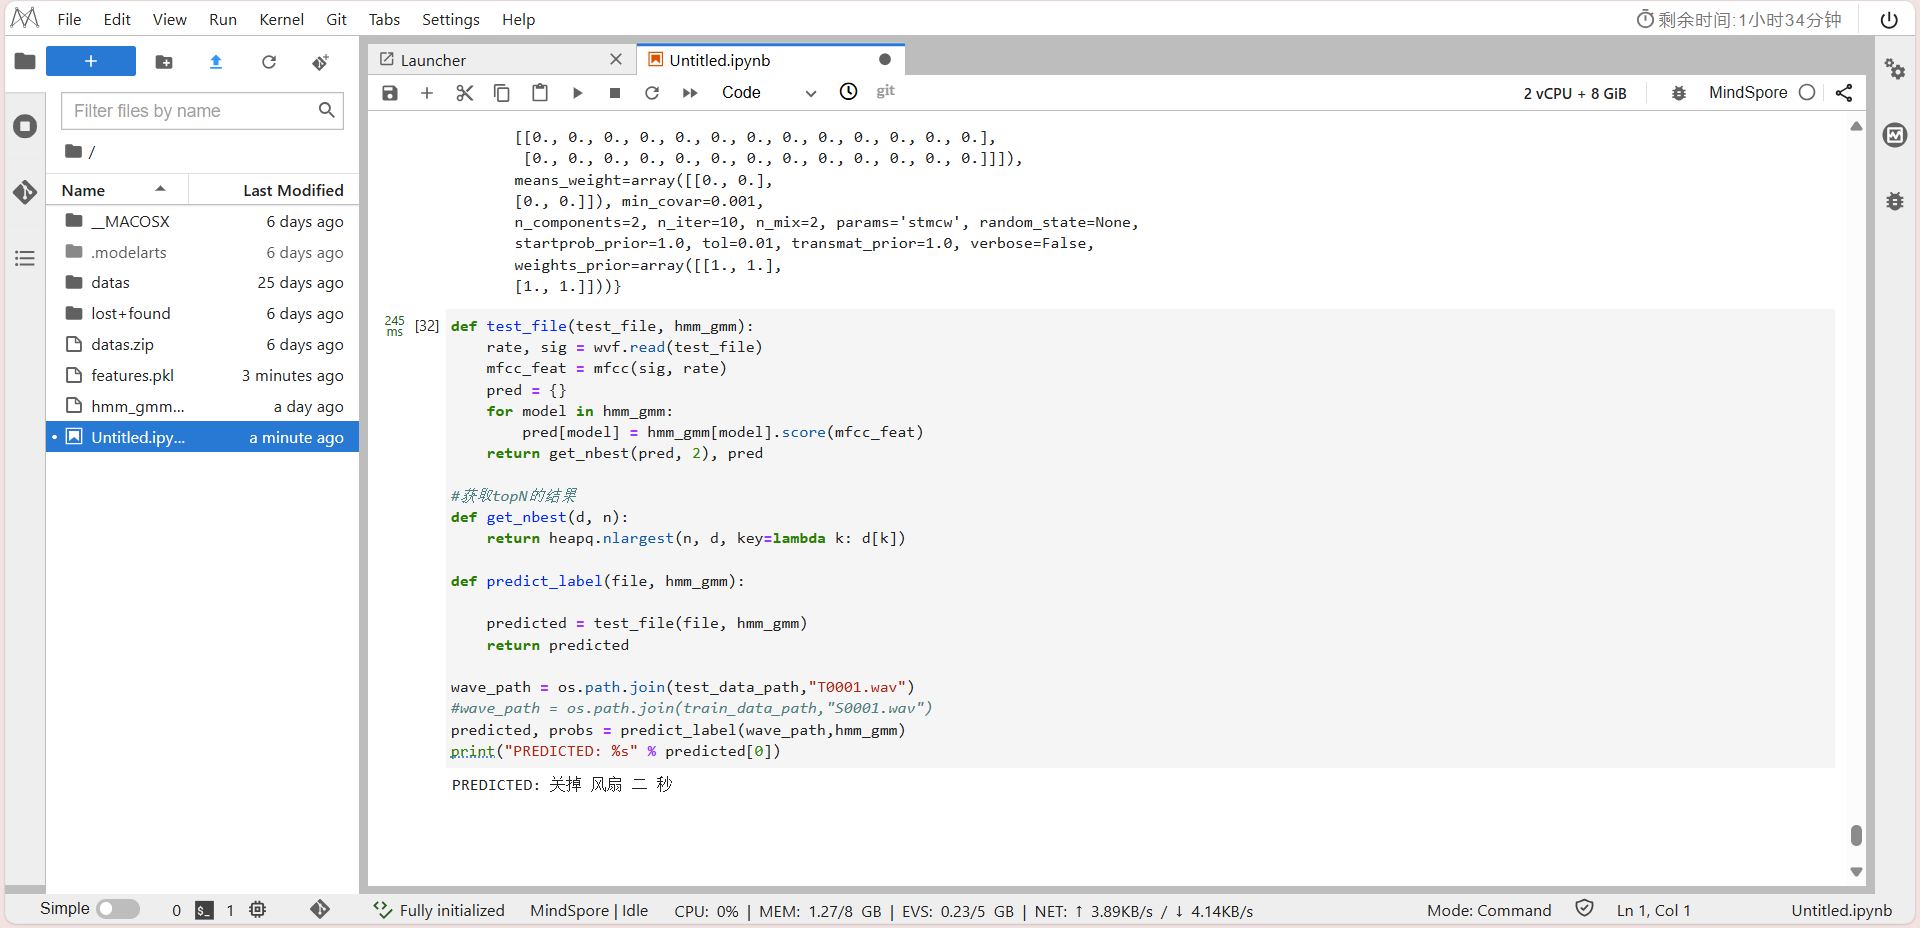 File Edit View Run Kernel Git Tabs Settings Help
剩余时间:1小时34分钟
Launcher
Untitled.ipynb
Code
git
2 vCPU + 8 GiB
MindSpore
Filter files by name
/
Name Last Modified
__MACOSX 6 days ago
.modelarts 6 days ago
datas 25 days ago
lost+found 6 days ago
datas.zip 6 days ago
features.pkl 3 minutes ago
hmm_gmm... a day ago
Untitled.ipy... a minute ago
[[0., 0., 0., 0., 0., 0., 0., 0., 0., 0., 0., 0., 0.],
[0., 0., 0., 0., 0., 0., 0., 0., 0., 0., 0., 0., 0.]]]),
means_weight=array([[0., 0.],
[0., 0.]]), min_covar=0.001,
n_components=2, n_iter=10, n_mix=2, params='stmcw', random_state=None,
startprob_prior=1.0, tol=0.01, transmat_prior=1.0, verbose=False,
weights_prior=array([[1., 1.],
[1., 1.]]))}
245 ms [32]
def test_file(test_file, hmm_gmm):
    rate, sig = wvf.read(test_file)
    mfcc_feat = mfcc(sig, rate)
    pred = {}
    for model in hmm_gmm:
        pred[model] = hmm_gmm[model].score(mfcc_feat)
    return get_nbest(pred, 2), pred
#获取topN的结果
def get_nbest(d, n):
    return heapq.nlargest(n, d, key=lambda k: d[k])
def predict_label(file, hmm_gmm):
    predicted = test_file(file, hmm_gmm)
    return predicted
wave_path = os.path.join(test_data_path,"T0001.wav")
#wave_path = os.path.join(train_data_path,"S0001.wav")
predicted, probs = predict_label(wave_path,hmm_gmm)
print("PREDICTED: %s" % predicted[0])
PREDICTED: 关掉 风扇 二 秒
Simple 0 $_ 1 Fully initialized MindSpore | Idle CPU: 0% | MEM: 1.27/8 GB | EVS: 0.23/5 GB | NET: ↑ 3.89KB/s / ↓ 4.14KB/s Mode: Command Ln 1, Col 1 Untitled.ipynb